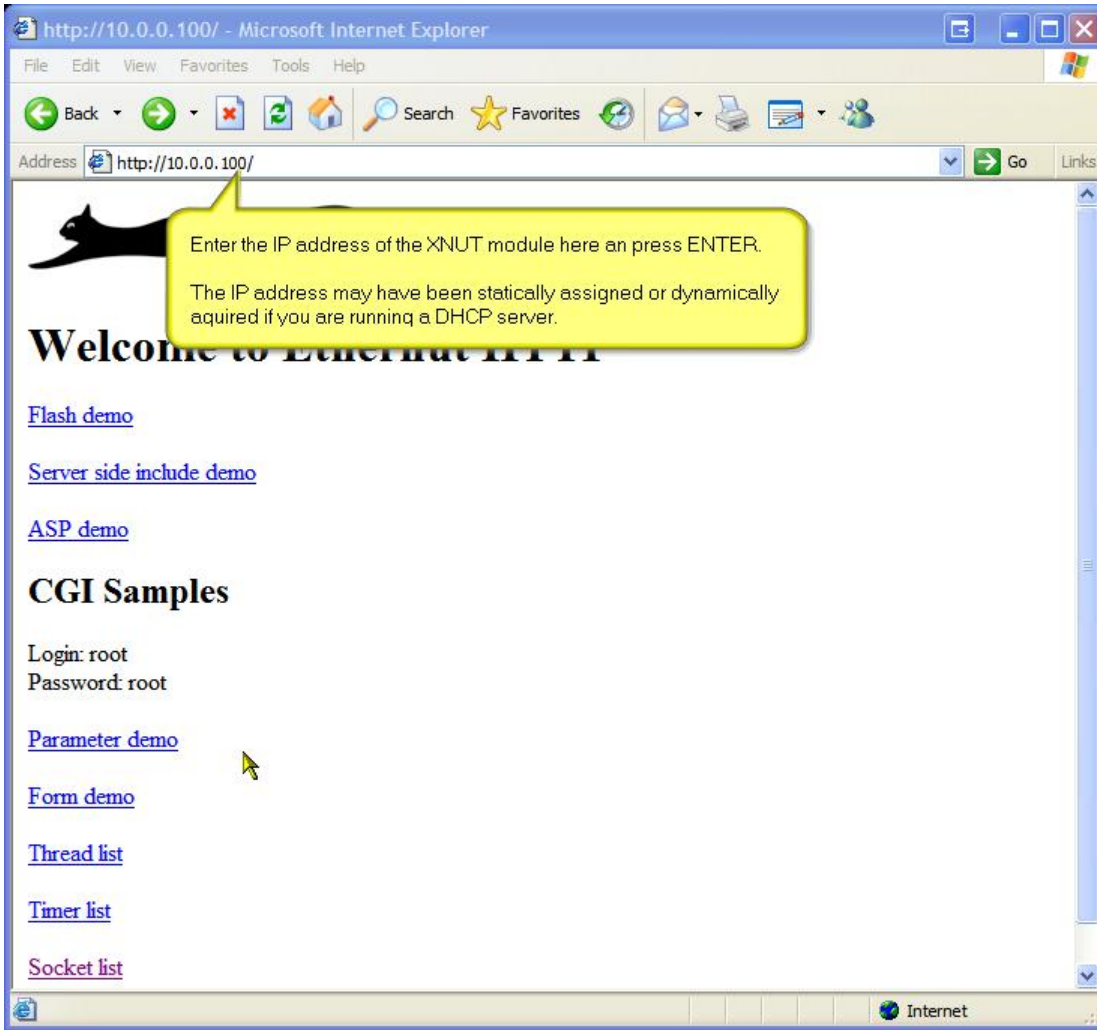 http://10.0.0.100/ - Microsoft Internet Explorer
File Edit View Favorites Tools Help
Back Search Favorites
Address http://10.0.0.100/ Go Links
Enter the IP address of the XNUT module here an press ENTER.
The IP address may have been statically assigned or dynamically
aquired if you are running a DHCP server.
Welcome to Ethernut HTTP
Flash demo
Server side include demo
ASP demo
CGI Samples
Login: root
Password: root
Parameter demo
Form demo
Thread list
Timer list
Socket list
Internet